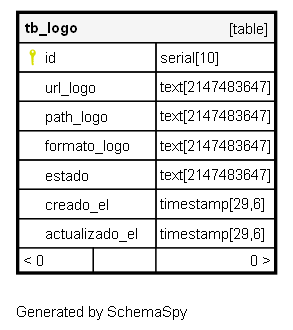 tb_logo [table]
id serial[10]
url_logo text[2147483647]
path_logo text[2147483647]
formato_logo text[2147483647]
estado text[2147483647]
creado_el timestamp[29,6]
actualizado_el timestamp[29,6]
< 0 0 >
Generated by SchemaSpy